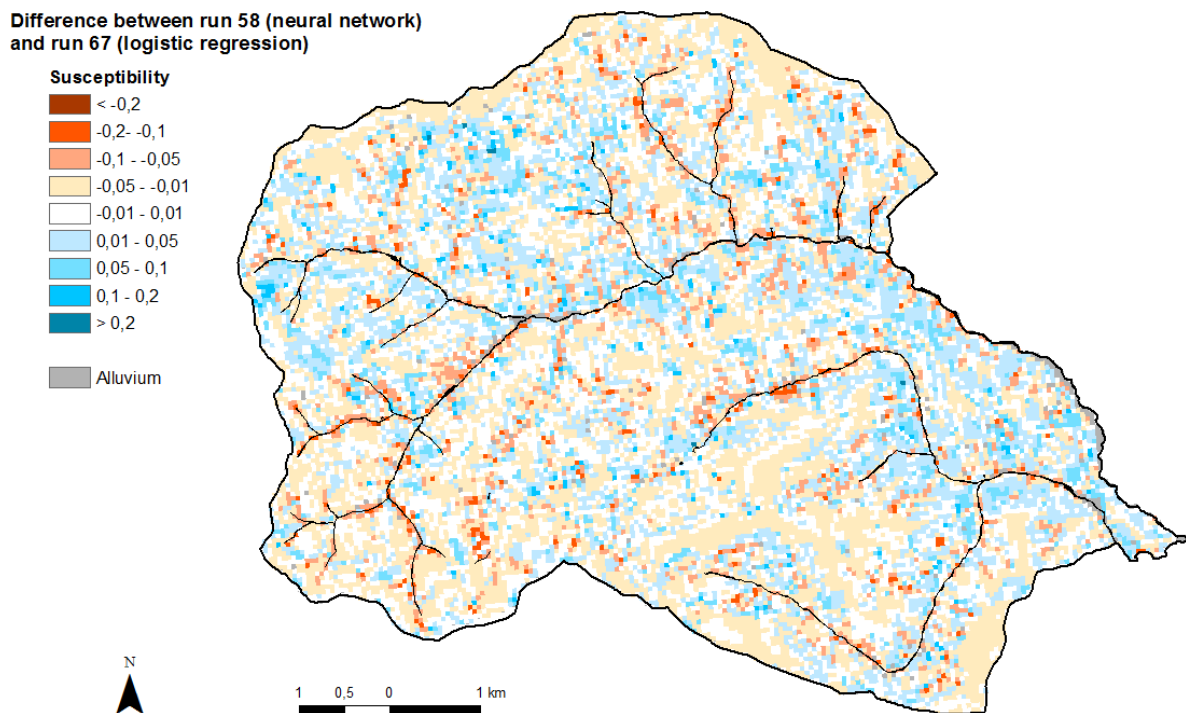 Difference between run 58 (neural network)
and run 67 (logistic regression)
Susceptibility
< -0,2
-0,2- -0,1
-0,1 - -0,05
-0,05 - -0,01
-0,01 - 0,01
0,01 - 0,05
0,05 - 0,1
0,1 - 0,2
> 0,2
Alluvium
N
1 0,5 0 1 km